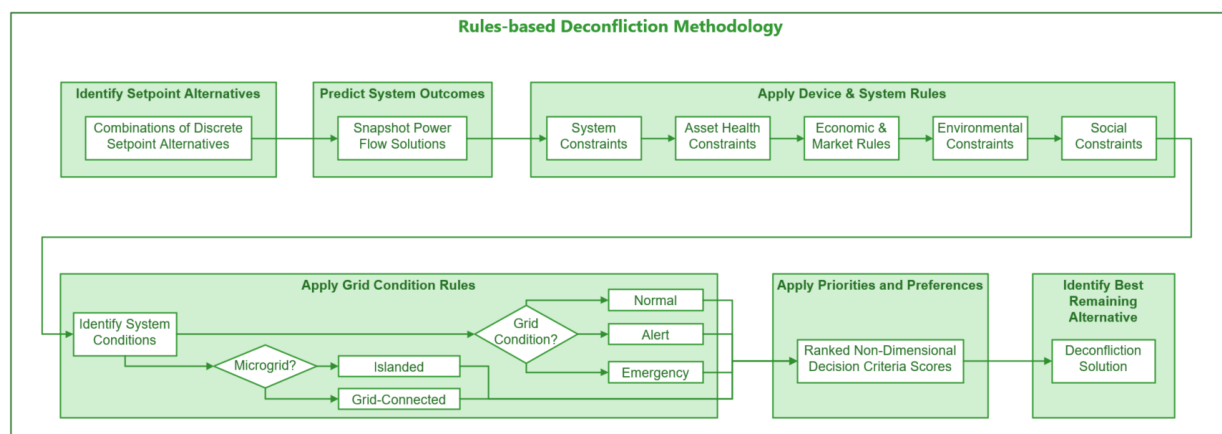 Rules-based Deconfliction Methodology
Identify Setpoint Alternatives
Combinations of Discrete
Setpoint Alternatives
Predict System Outcomes
Snapshot Power
Flow Solutions
Apply Device & System Rules
System
Constraints
Asset Health
Constraints
Economic &
Market Rules
Environmental
Constraints
Social
Constraints
Apply Grid Condition Rules
Identify System
Conditions
Microgrid?
Islanded
Grid-Connected
Grid
Condition?
Normal
Alert
Emergency
Apply Priorities and Preferences
Ranked Non-Dimensional
Decision Criteria Scores
Identify Best
Remaining
Alternative
Deconfliction
Solution